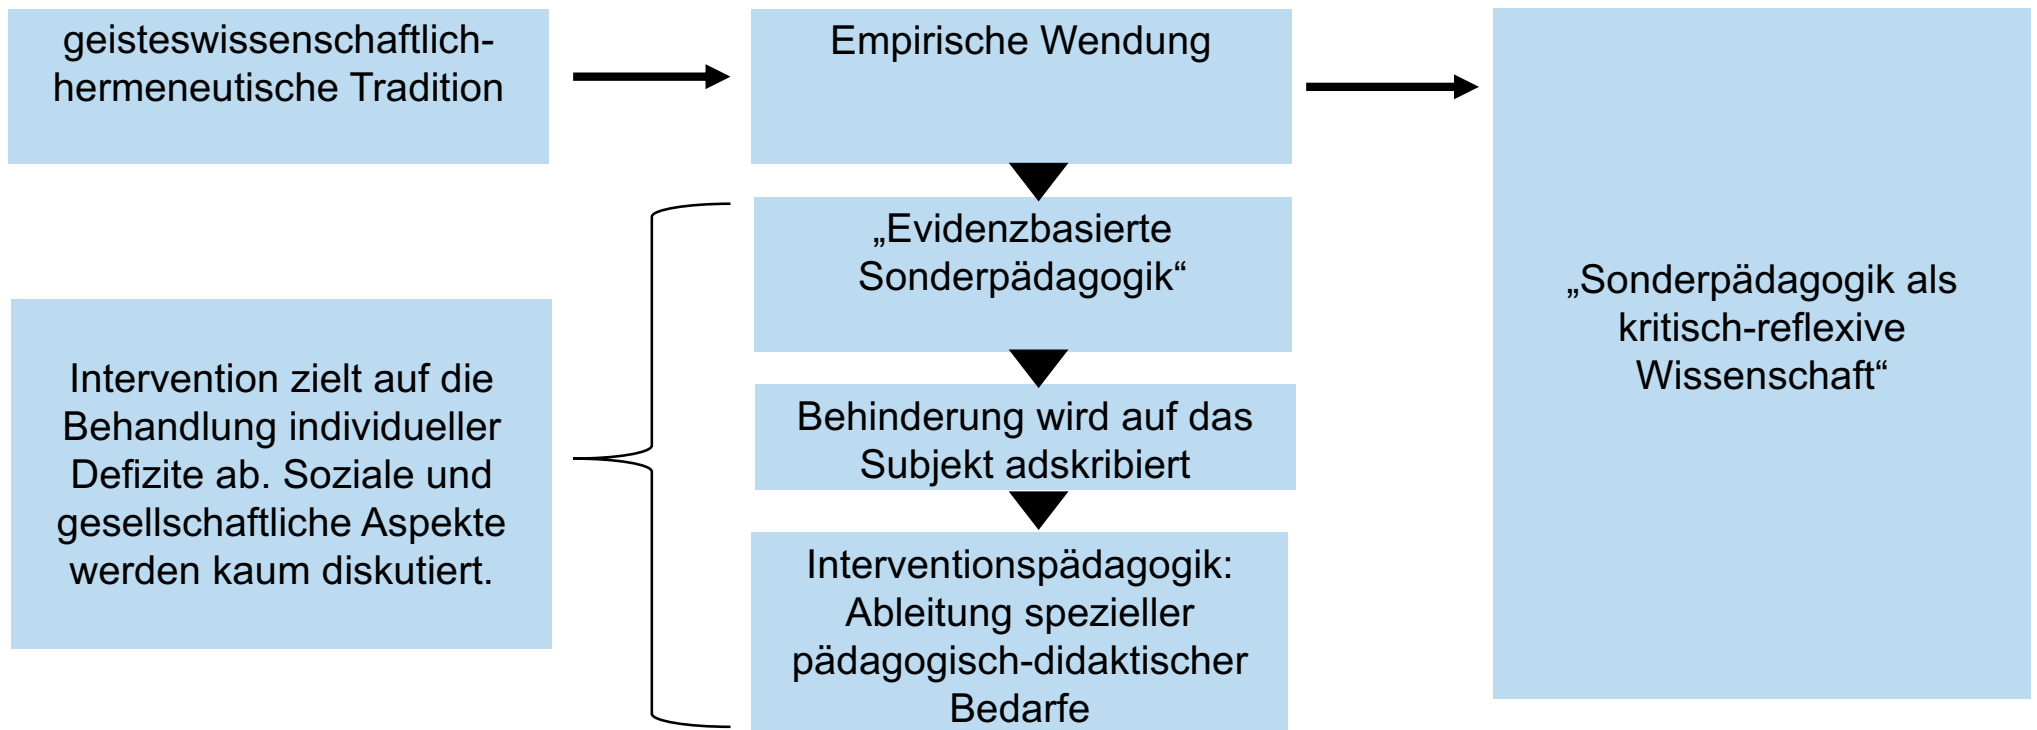 geisteswissenschaftlich-
hermeneutische Tradition
Empirische Wendung
„Evidenzbasierte
Sonderpädagogik“
Behinderung wird auf das
Subjekt adskribiert
Interventionspädagogik:
Ableitung spezieller
pädagogisch-didaktischer
Bedarfe
Intervention zielt auf die
Behandlung individueller
Defizite ab. Soziale und
gesellschaftliche Aspekte
werden kaum diskutiert.
„Sonderpädagogik als
kritisch-reflexive
Wissenschaft“